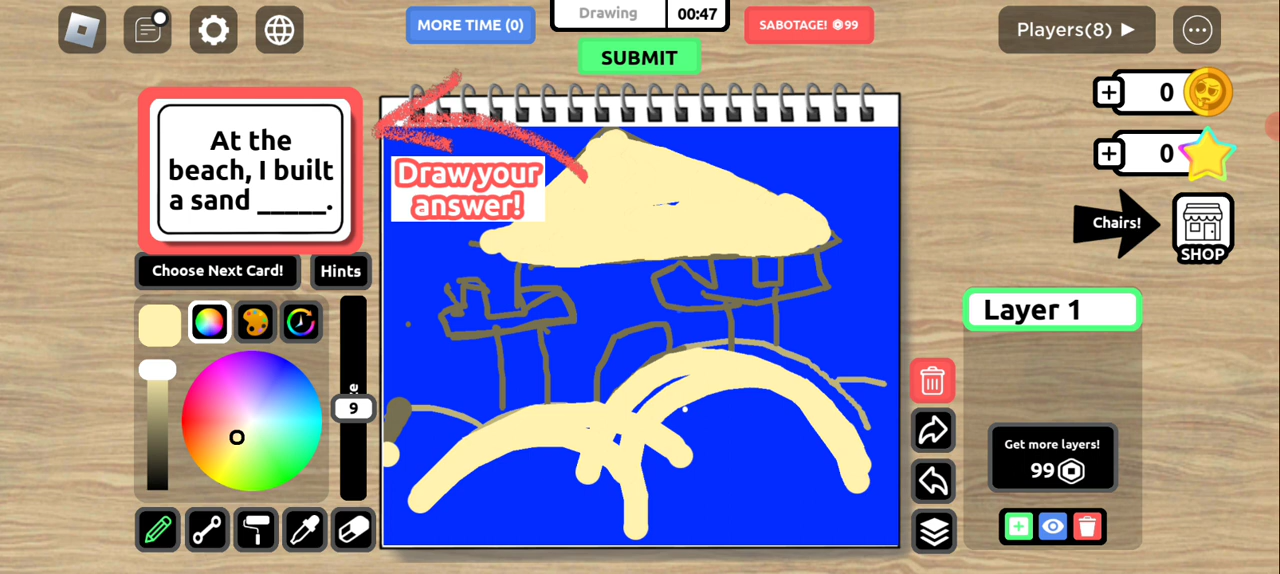 MORE TIME (0)
Drawing
00:47
SABOTAGE! 99
Players(8)
SUBMIT
0
At the
beach, I built
a sand _____.
Draw your
answer!
0
Chairs!
SHOP
Choose Next Card!
Hints
Layer 1
9
Get more layers!
99